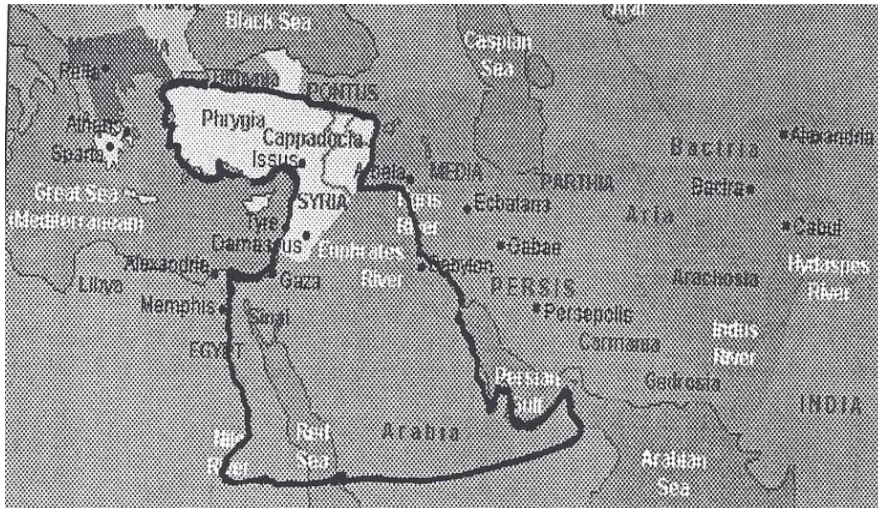 Black Sea
Caspian
Sea
Aral
Pella
PONTUS
Phrygia
Cappadocia
Athens
Sparta
Issus
Arbela
MEDIA
PARTHIA
Bactria
Alexandria
Bactra
Great Sea
(Mediterranean)
SYRIA
Tyre
Damascus
Ecbatana
Aria
Cabul
Euphrates
River
River
Gabae
Alexandria
Gaza
Babylon
Libya
Memphis
Sinai
PERSIS
Persepolis
Arachosia
Hydaspes
River
EGYPT
Carmania
Indus
River
Persian
Gulf
Gedrosia
INDIA
Nile
River
Red
Sea
Arabia
Arabian
Sea